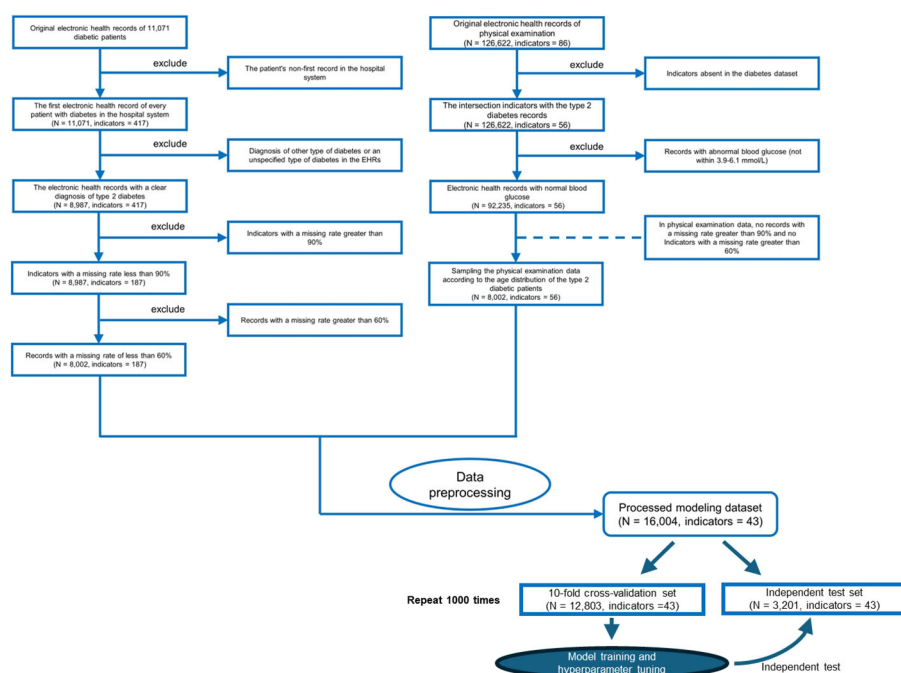 Original electronic health records of 11,071
diabetic patients
exclude
The patient's non-first record in the hospital
system
The first electronic health record of every
patient with diabetes in the hospital system
(N = 11,071, indicators = 417)
exclude
Diagnosis of other type of diabetes or an
unspecified type of diabetes in the EHRs
The electronic health records with a clear
diagnosis of type 2 diabetes
(N = 8,987, indicators = 417)
exclude
Indicators with a missing rate greater than
90%
Indicators with a missing rate less than 90%
(N = 8,987, indicators = 187)
exclude
Records with a missing rate greater than 60%
Records with a missing rate of less than 60%
(N = 8,002, indicators = 187)
Original electronic health records of
physical examination
(N = 126,622, indicators = 86)
exclude
Indicators absent in the diabetes dataset
The intersection indicators with the type 2
diabetes records
(N = 126,622, indicators = 56)
exclude
Records with abnormal blood glucose (not
within 3.9-6.1 mmol/L)
Electronic health records with normal blood
glucose
(N = 92,235, indicators = 56)
In physical examination data, no records with
a missing rate greater than 90% and no
Indicators with a missing rate greater than
60%
Sampling the physical examination data
according to the age distribution of the type 2
diabetic patients
(N = 8,002, indicators = 56)
Data
preprocessing
Processed modeling dataset
(N = 16,004, indicators = 43)
Repeat 1000 times
10-fold cross-validation set
(N = 12,803, indicators =43)
Independent test set
(N = 3,201, indicators = 43)
Model training and
hyperparameter tuning
Independent test